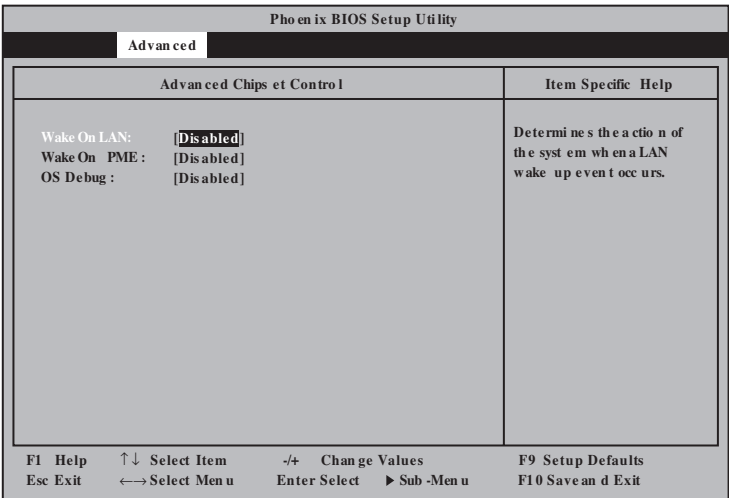 Phoenix BIOS Setup Utility
Advanced
Advanced Chipset Control
Item Specific Help
Wake On LAN: [Disabled]
Wake On PME: [Disabled]
OS Debug: [Disabled]
Determines the action of
the system when a LAN
wake up event occurs.
F1 Help ↑↓ Select Item -/+ Change Values F9 Setup Defaults
Esc Exit ←→ Select Menu Enter Select ▶ Sub-Menu F10 Save and Exit